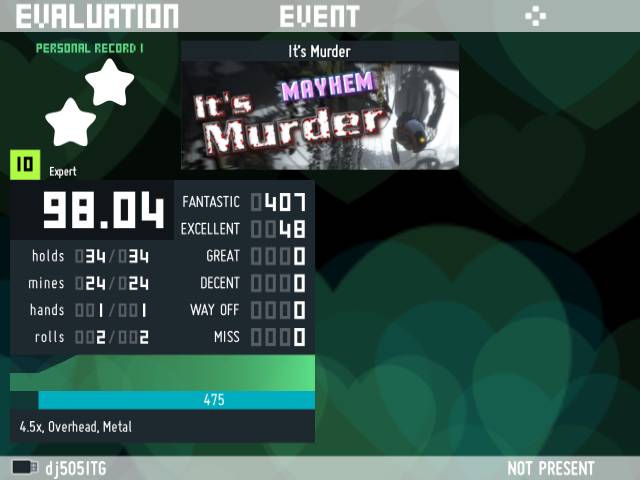 EVALUATION EVENT
PERSONAL RECORD 1
It's Murder
It's MAYHEM
Murder
10 Expert
98.04
FANTASTIC 0407
EXCELLENT 0048
GREAT 0000
DECENT 0000
WAY OFF 0000
MISS 0000
holds 034/034
mines 024/024
hands 001/001
rolls 002/002
475
4.5x, Overhead, Metal
dj505ITG NOT PRESENT